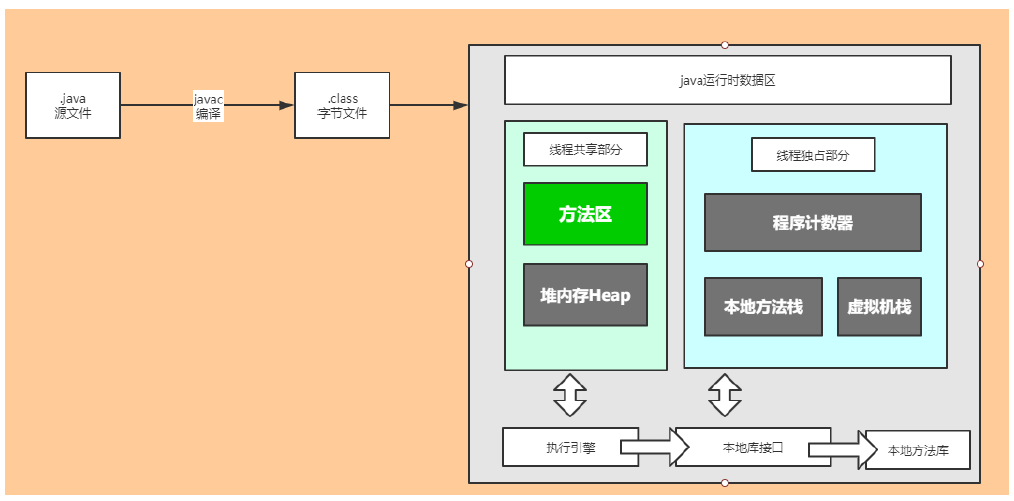 .java
源文件
javac
编译
.class
字节文件
java运行时数据区
线程共享部分
方法区
堆内存Heap
线程独占部分
程序计数器
本地方法栈
虚拟机栈
执行引擎
本地库接口
本地方法库